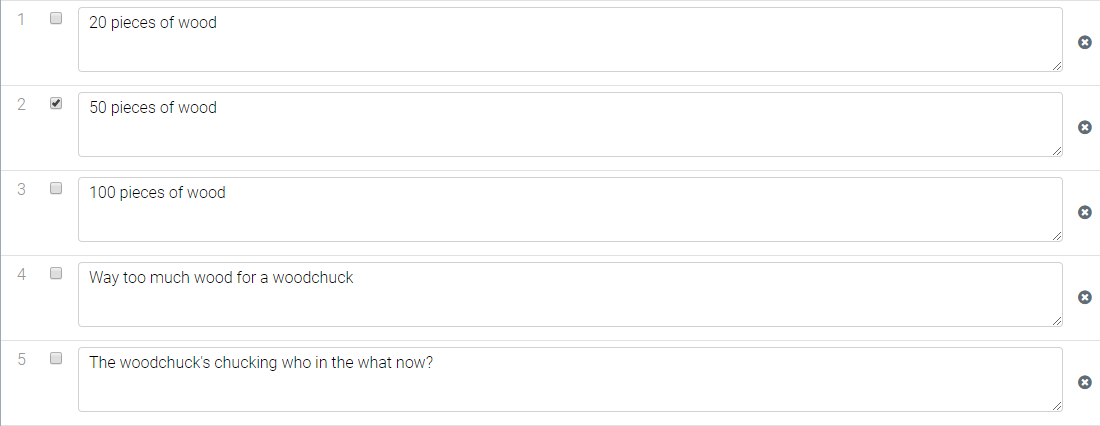 1 20 pieces of wood
2 50 pieces of wood
3 100 pieces of wood
4 Way too much wood for a woodchuck
5 The woodchuck's chucking who in the what now?